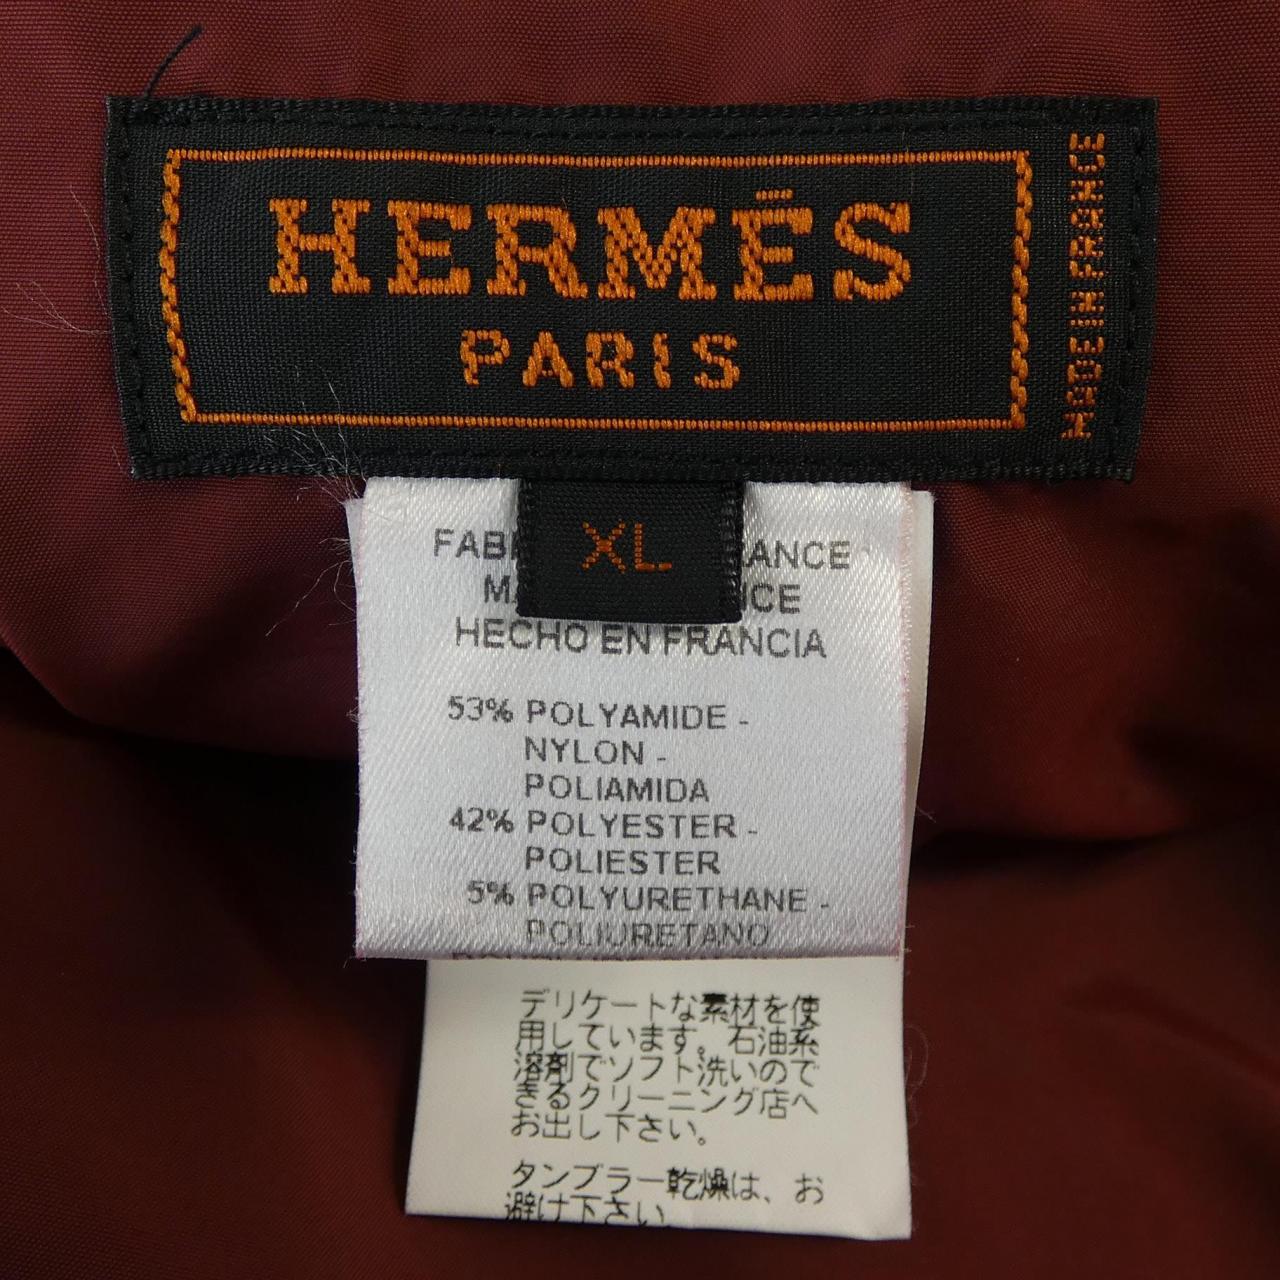 HERMÈS
PARIS
MADE IN FRANCE
XL
HECHO EN FRANCIA
53% POLYAMIDE -
NYLON -
POLIAMIDA
42% POLYESTER -
POLIESTER
5% POLYURETHANE -
POLIURETANO
デリケートな素材を使
用しています。石油系
溶剤でソフト洗いので
きるクリーニング店へ
お出し下さい。
タンブラー乾燥は、お
避け下さい.